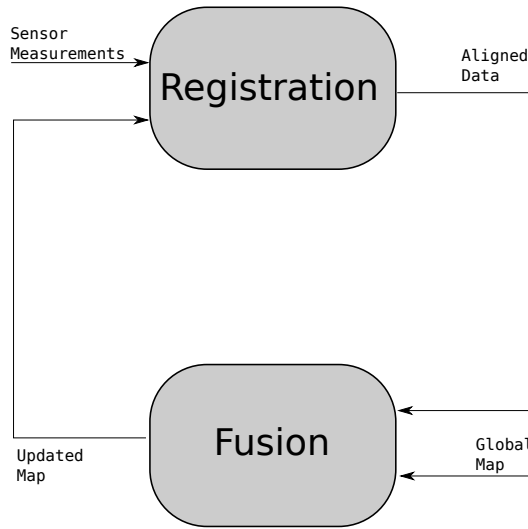 Sensor
Measurements
Registration
Aligned
Data
Fusion
Updated
Map
Global
Map